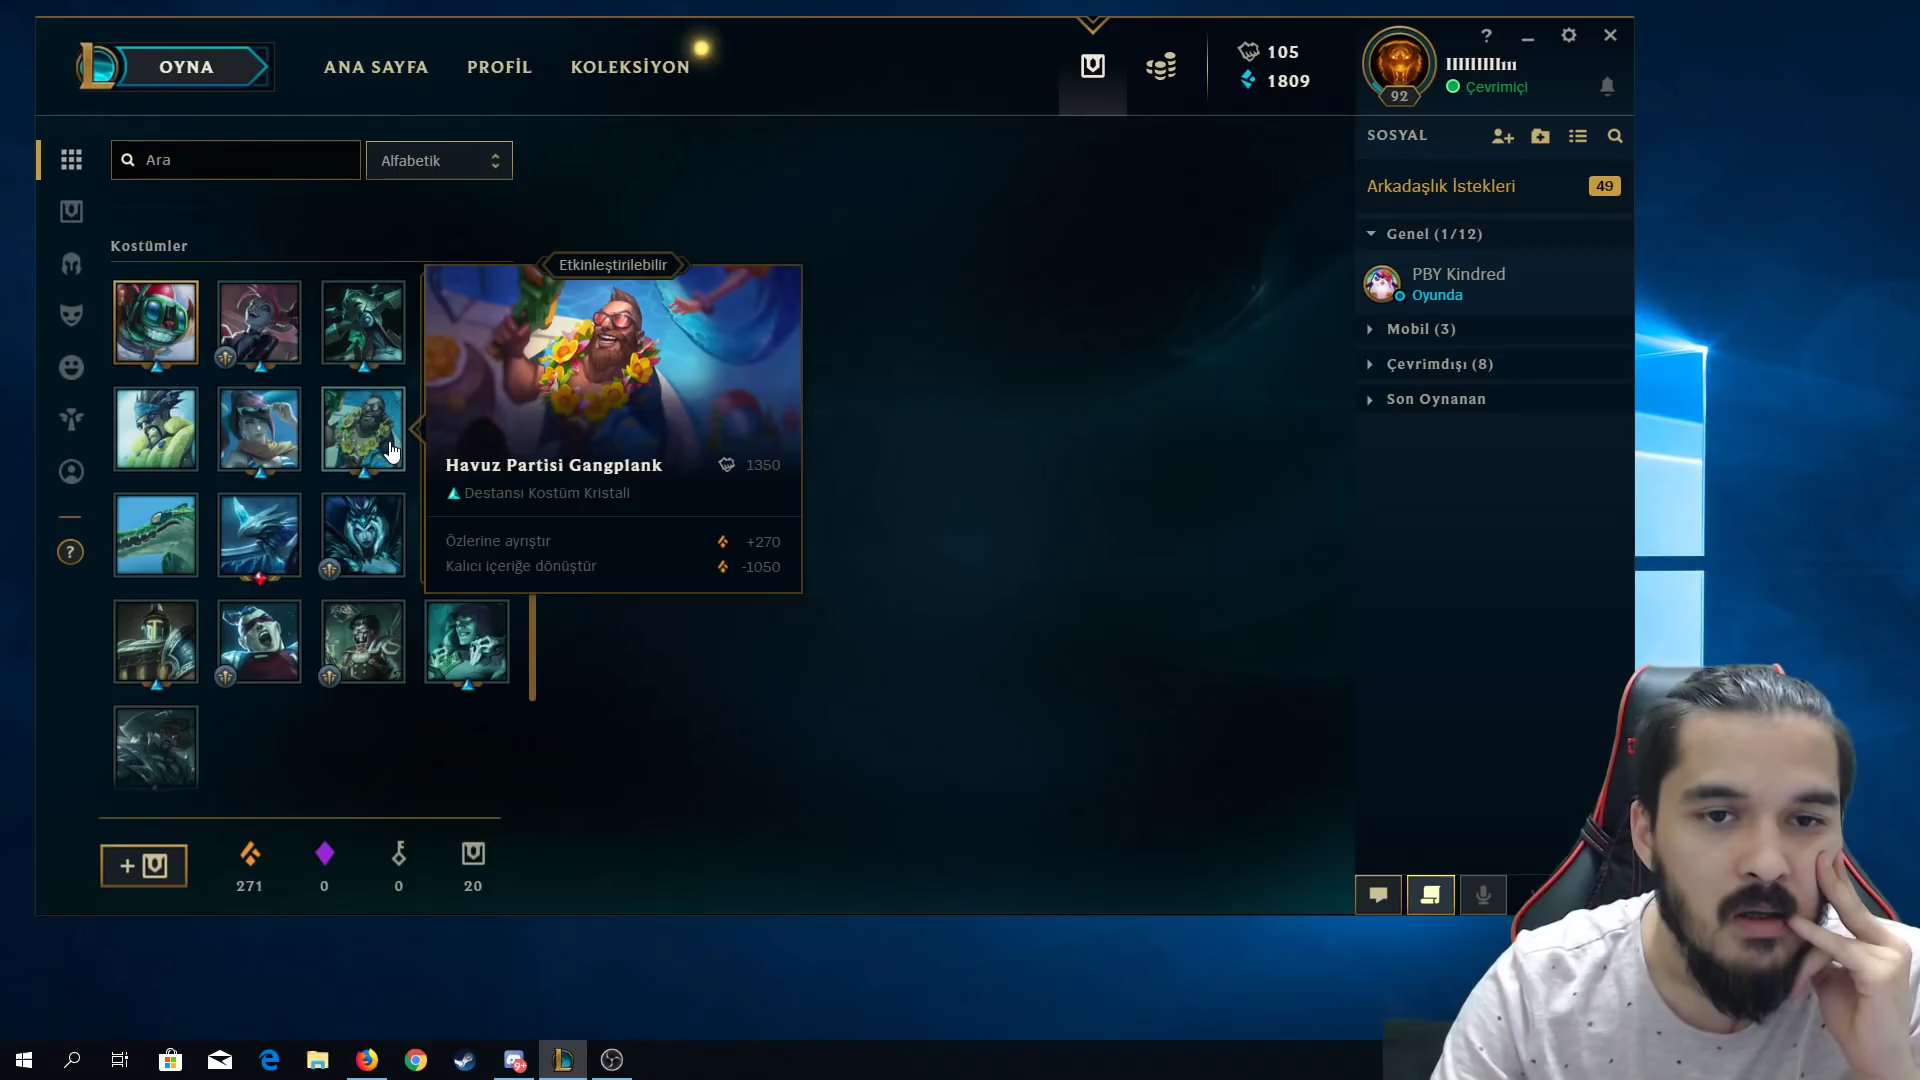 OYNA
ANA SAYFA
PROFİL
KOLEKSİYON
105
1809
92
IIIIIIIIIııı
Çevrimiçi
?
Ara
Alfabetik
SOSYAL
Arkadaşlık İstekleri
49
Genel (1/12)
PBY Kindred
Oyunda
Mobil (3)
Çevrimdışı (8)
Son Oynanan
Kostümler
Etkinleştirilebilir
Havuz Partisi Gangplank
1350
Destansı Kostüm Kristali
Özlerine ayrıştır
+270
Kalıcı içeriğe dönüştür
-1050
?
+
271
0
0
20
9+